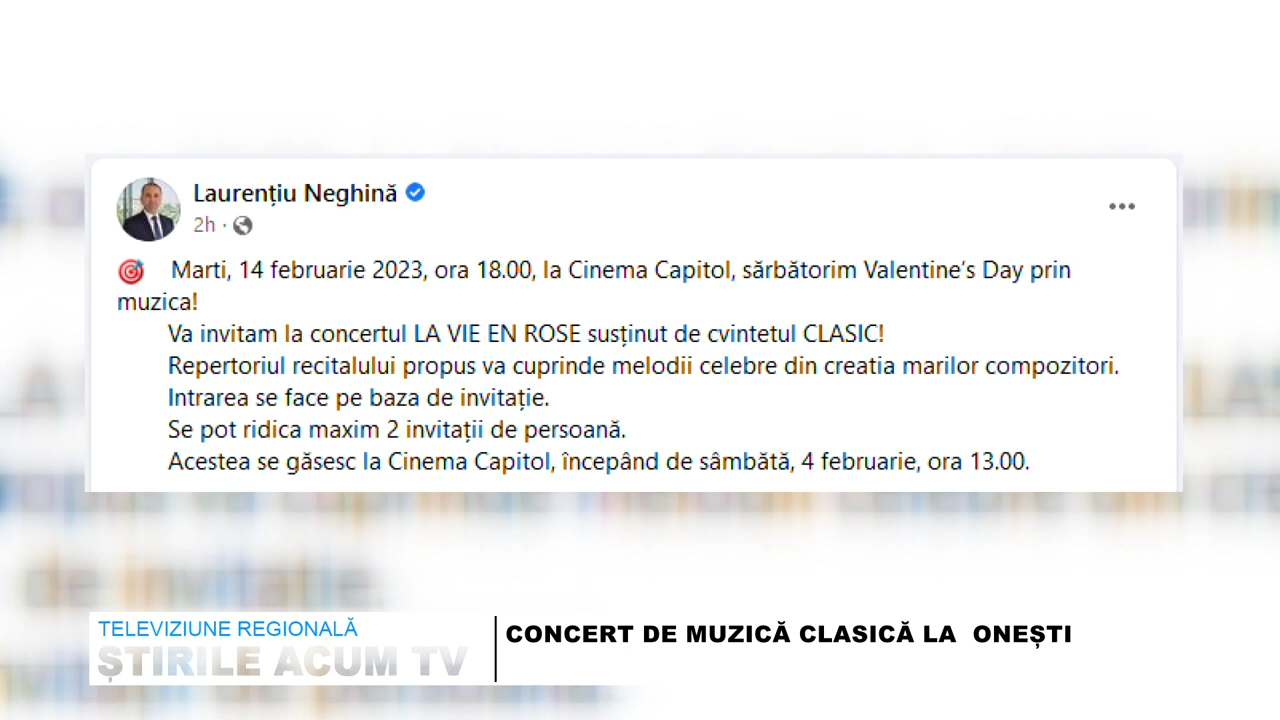 Laurențiu Neghină
2h ·
Marti, 14 februarie 2023, ora 18.00, la Cinema Capitol, sărbătorim Valentine's Day prin
muzica!
Va invitam la concertul LA VIE EN ROSE susținut de cvintetul CLASIC!
Repertoriul recitalului propus va cuprinde melodii celebre din creatia marilor compozitori.
Intrarea se face pe baza de invitație.
Se pot ridica maxim 2 invitații de persoană.
Acestea se găsesc la Cinema Capitol, începând de sâmbătă, 4 februarie, ora 13.00.
TELEVIZIUNE REGIONALĂ
ȘTIRILE ACUM TV
CONCERT DE MUZICĂ CLASICĂ LA ONEȘTI